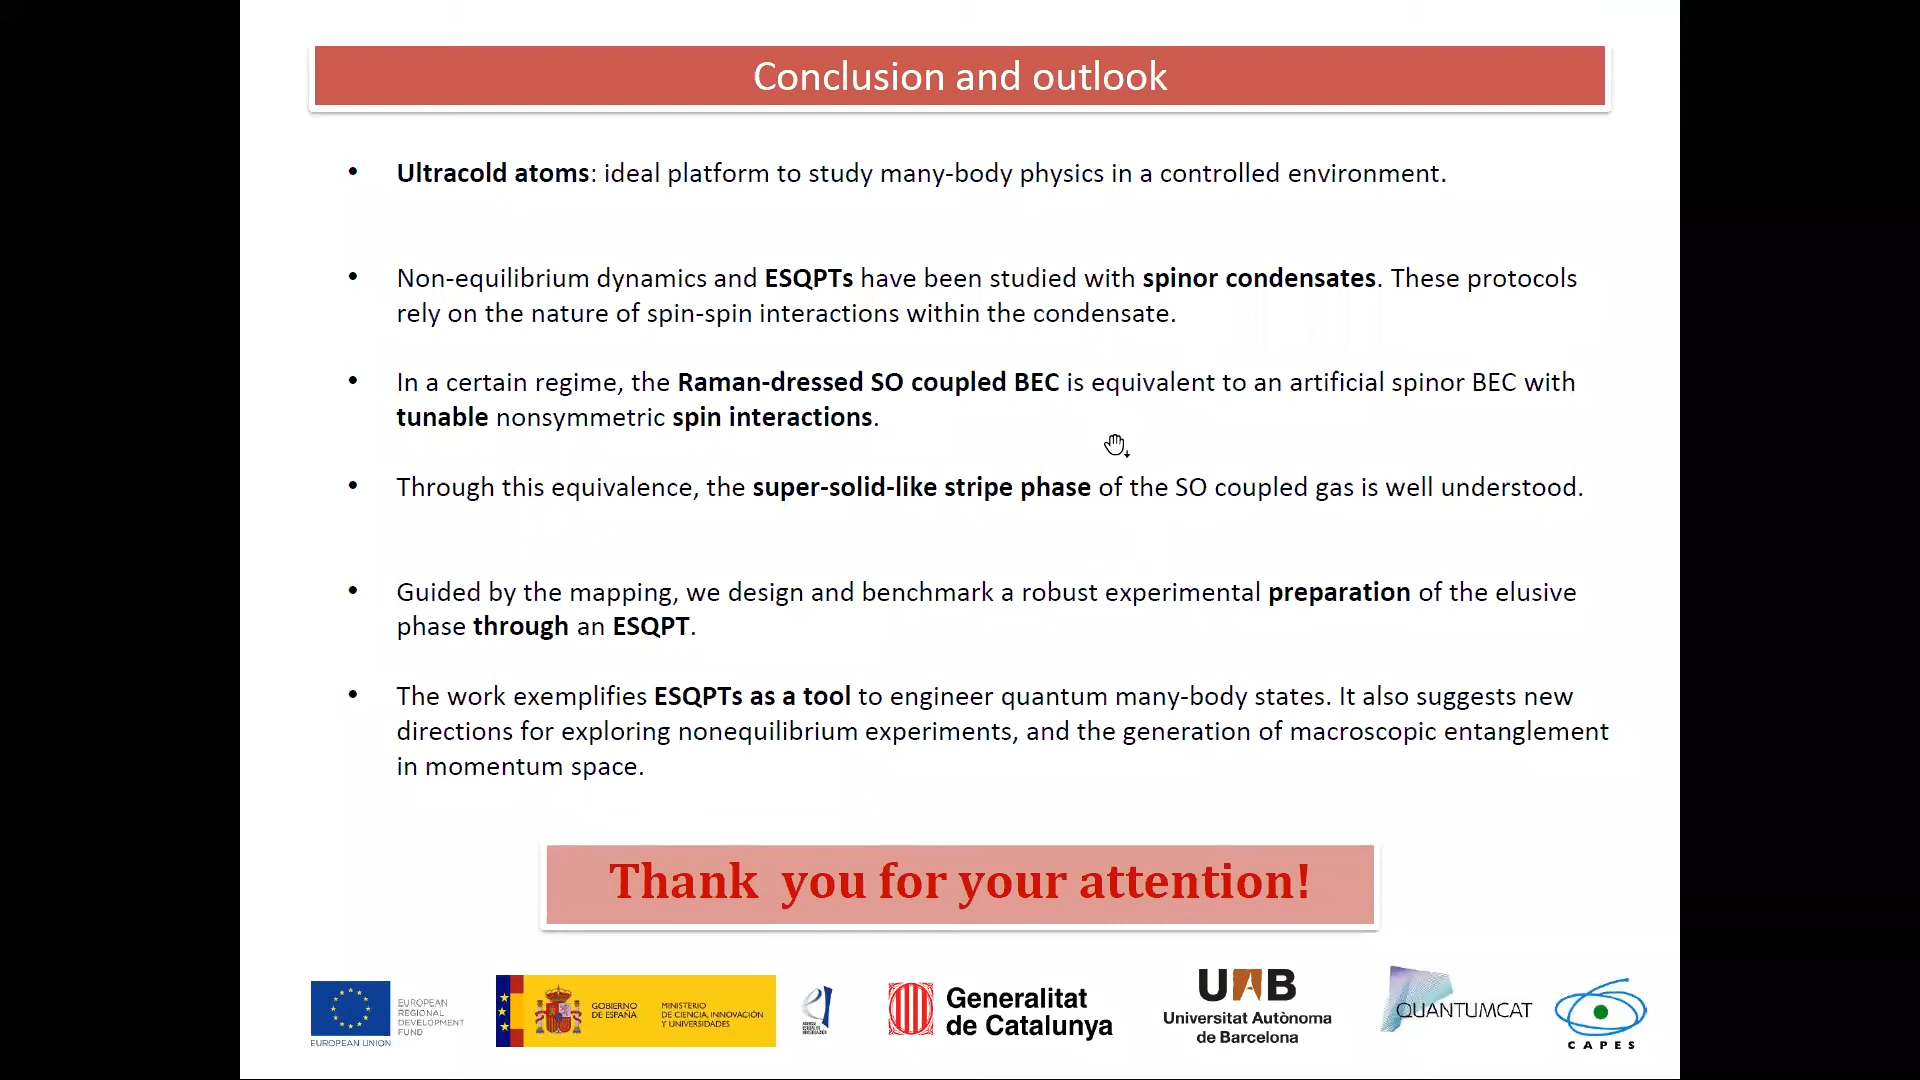 Conclusion and outlook
• Ultracold atoms: ideal platform to study many-body physics in a controlled environment.
• Non-equilibrium dynamics and ESQPTs have been studied with spinor condensates. These protocols
rely on the nature of spin-spin interactions within the condensate.
• In a certain regime, the Raman-dressed SO coupled BEC is equivalent to an artificial spinor BEC with
tunable nonsymmetric spin interactions.
• Through this equivalence, the super-solid-like stripe phase of the SO coupled gas is well understood.
• Guided by the mapping, we design and benchmark a robust experimental preparation of the elusive
phase through an ESQPT.
• The work exemplifies ESQPTs as a tool to engineer quantum many-body states. It also suggests new
directions for exploring nonequilibrium experiments, and the generation of macroscopic entanglement
in momentum space.
Thank you for your attention!
EUROPEAN
REGIONAL
DEVELOPMENT
FUND
EUROPEAN UNION
GOBIERNO
DE ESPAÑA
MINISTERIO
DE CIENCIA, INNOVACIÓN
Y UNIVERSIDADES
Generalitat
de Catalunya
UAB
Universitat Autònoma
de Barcelona
QUANTUMCAT
CAPES